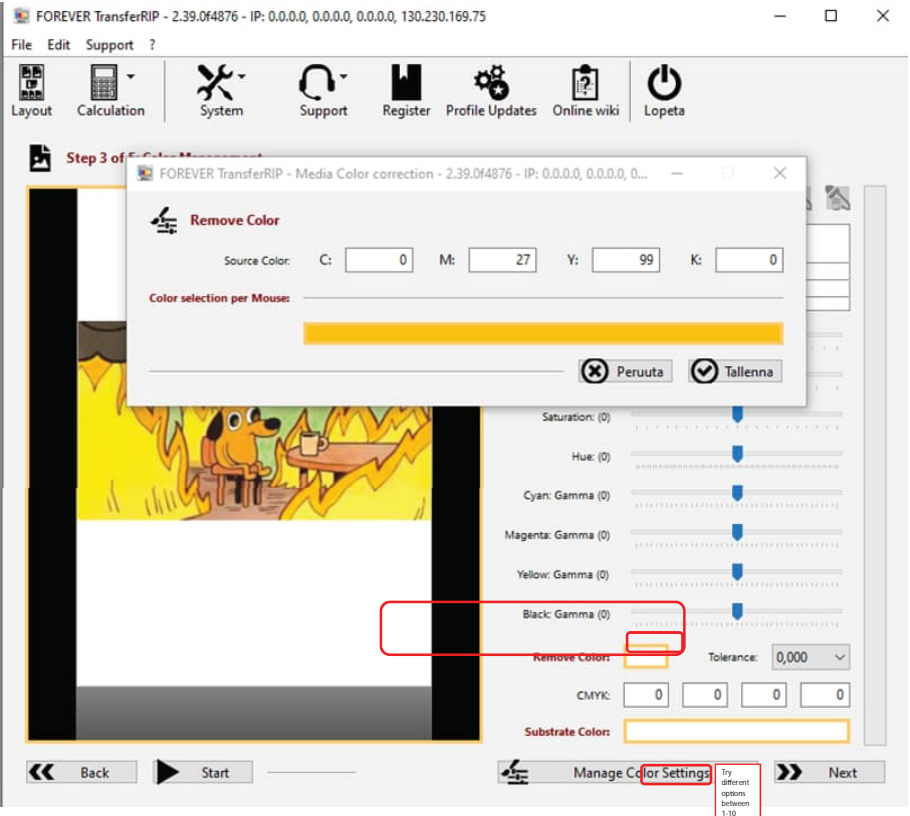 FOREVER TransferRIP - 2.39.0f4876 - IP: 0.0.0.0, 0.0.0.0, 0.0.0.0, 130.230.169.75
File Edit Support ?
Layout Calculation System Support Register Profile Updates Online wiki Lopeta
Step 3 of 5: Color Management
FOREVER TransferRIP - Media Color correction - 2.39.0f4876 - IP: 0.0.0.0, 0.0.0.0, 0...
Remove Color
Source Color: C: 0 M: 27 Y: 99 K: 0
Color selection per Mouse:
Peruuta Tallenna
Saturation: (0)
Hue: (0)
Cyan: Gamma (0)
Magenta: Gamma (0)
Yellow: Gamma (0)
Black: Gamma (0)
Remove Color: Tolerance: 0,000
CMYK: 0 0 0 0
Substrate Color:
Back Start Manage Color Settings Next
Try
different
options
between
1-10